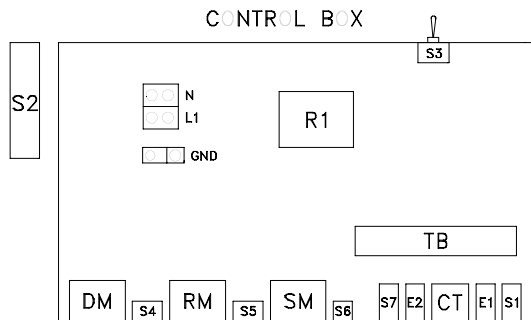 CONTROL BOX
S3
S2
N
L1
R1
GND
TB
DM
S4
RM
S5
SM
S6
S7
E2
CT
E1
S1